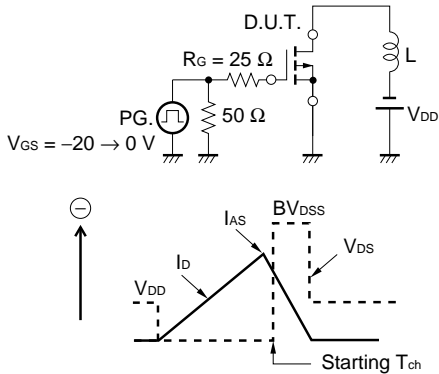 D.U.T.
RG = 25 Ω
L
PG.
50 Ω
VDD
VGS = −20 → 0 V
−
BVDSS
IAS
ID
VDS
VDD
Starting Tch